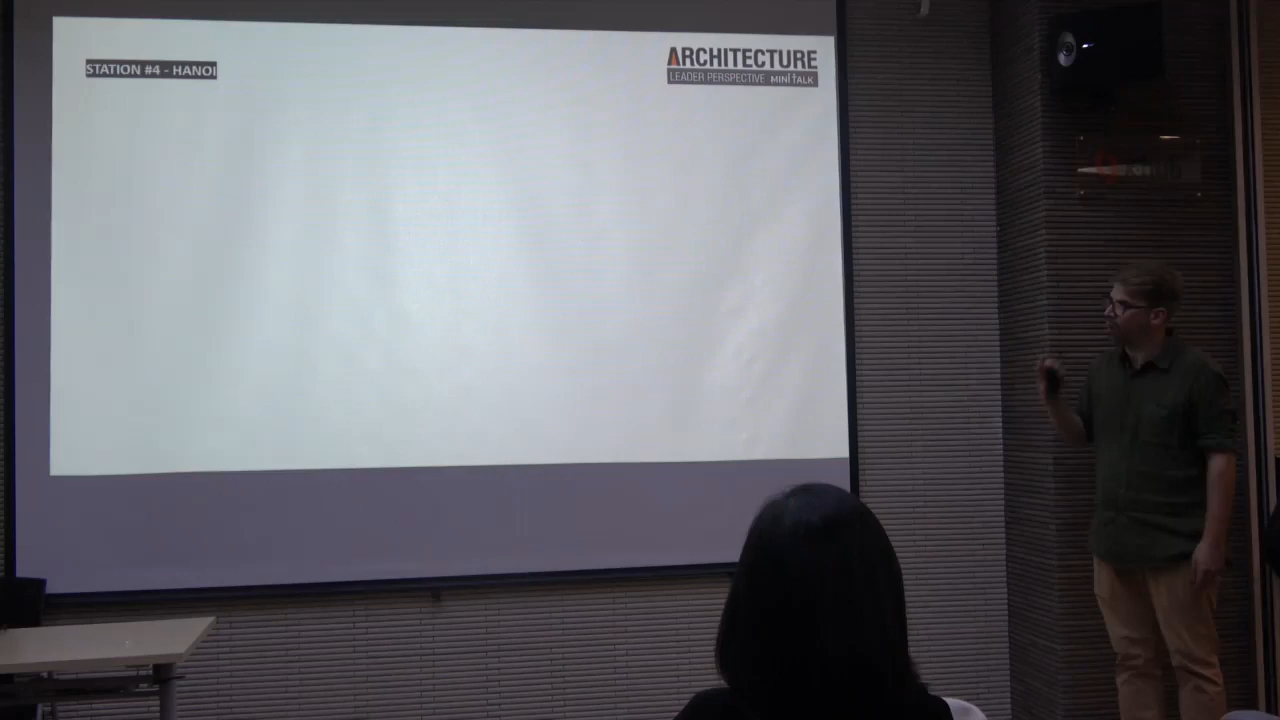 STATION #4 - HANOI
ARCHITECTURE
LEADER PERSPECTIVE MINI TALK